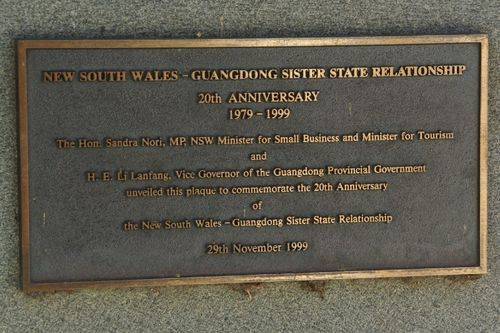 NEW SOUTH WALES - GUANGDONG SISTER STATE RELATIONSHIP
20th ANNIVERSARY
1979 - 1999
The Hon. Sandra Nori, MP, NSW Minister for Small Business and Minister for Tourism
and
H. E. Li Lanfang, Vice Governor of the Guangdong Provincial Government
unveiled this plaque to commemorate the 20th Anniversary
of
the New South Wales - Guangdong Sister State Relationship
29th November 1999